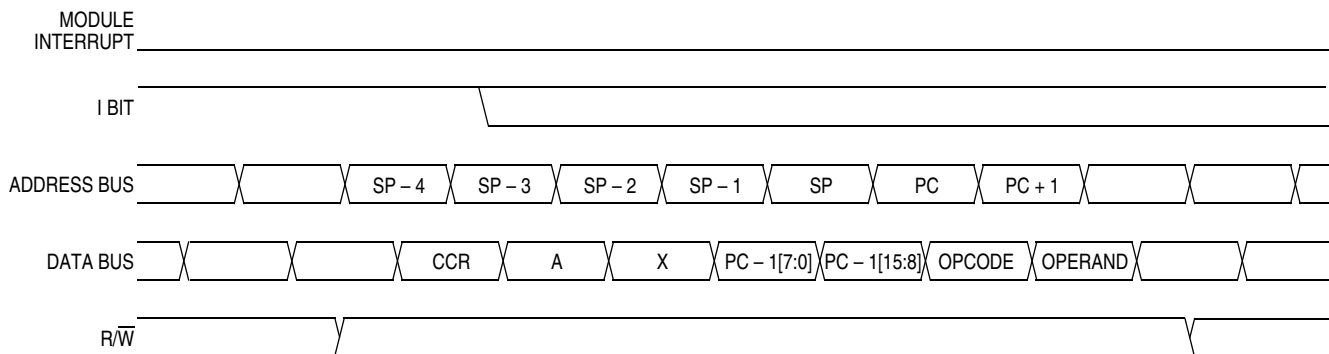 MODULE
INTERRUPT
I BIT
ADDRESS BUS SP – 4 SP – 3 SP – 2 SP – 1 SP PC PC + 1
DATA BUS CCR A X PC – 1[7:0] PC – 1[15:8] OPCODE OPERAND
R/W̅